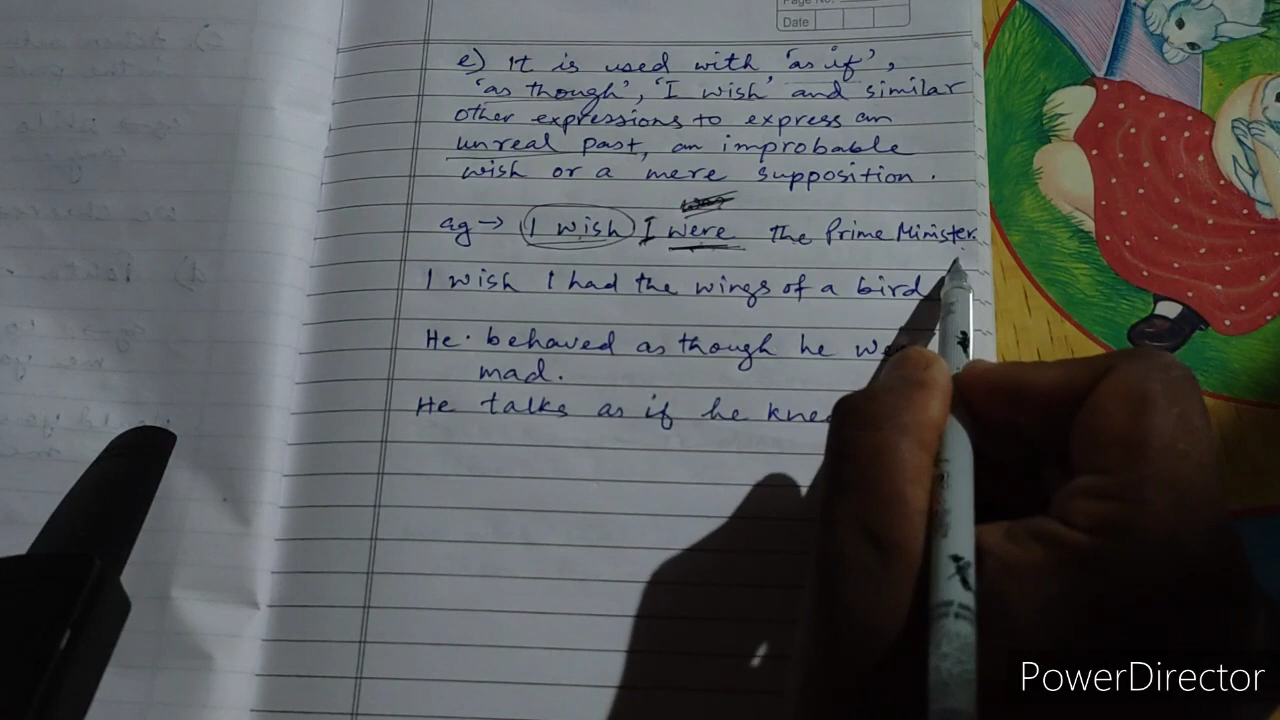 Page No.
Date
e) It is used with 'as if',
'as though', 'I wish' and similar
other expressions to express an
unreal past, an improbable
wish or a mere supposition.
eg → I wish I were the Prime Minister.
I wish I had the wings of a bird
He behaved as though he
mad.
He talks as if he
PowerDirector